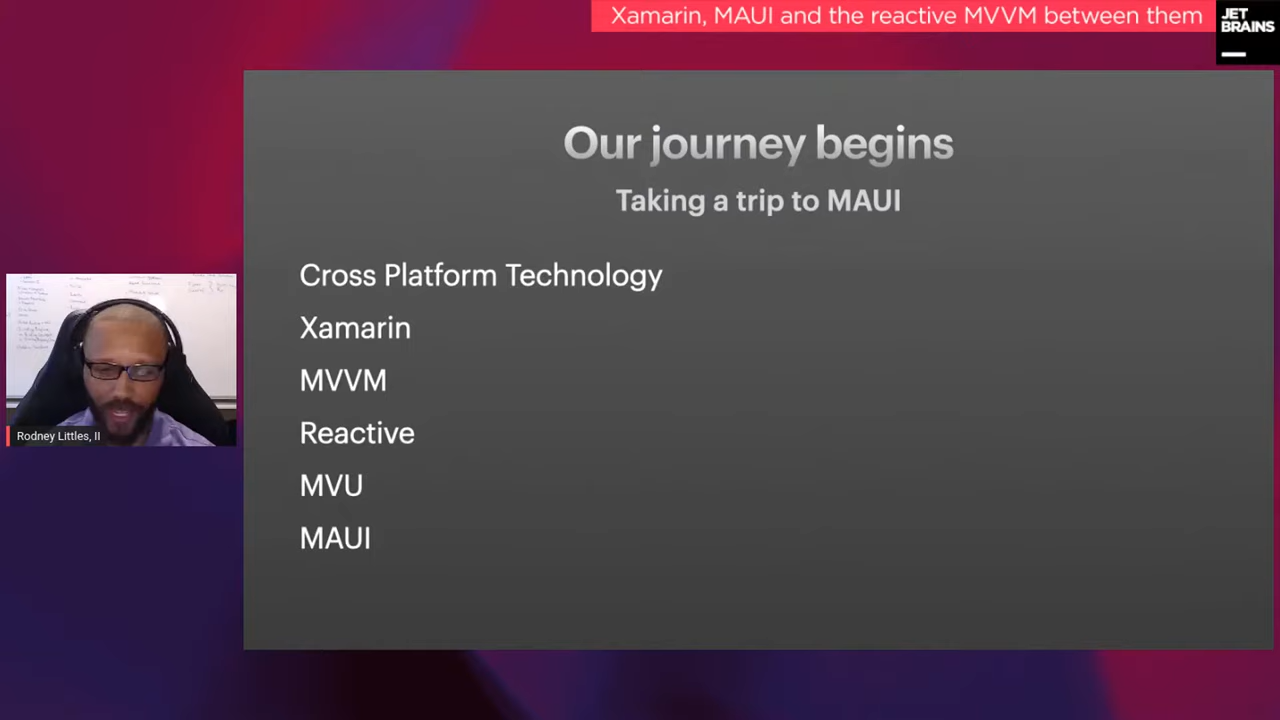 Xamarin, MAUI and the reactive MVVM between them
JET
BRAINS
Our journey begins
Taking a trip to MAUI
Cross Platform Technology
Xamarin
MVVM
Reactive
MVU
MAUI
Rodney Littles, II